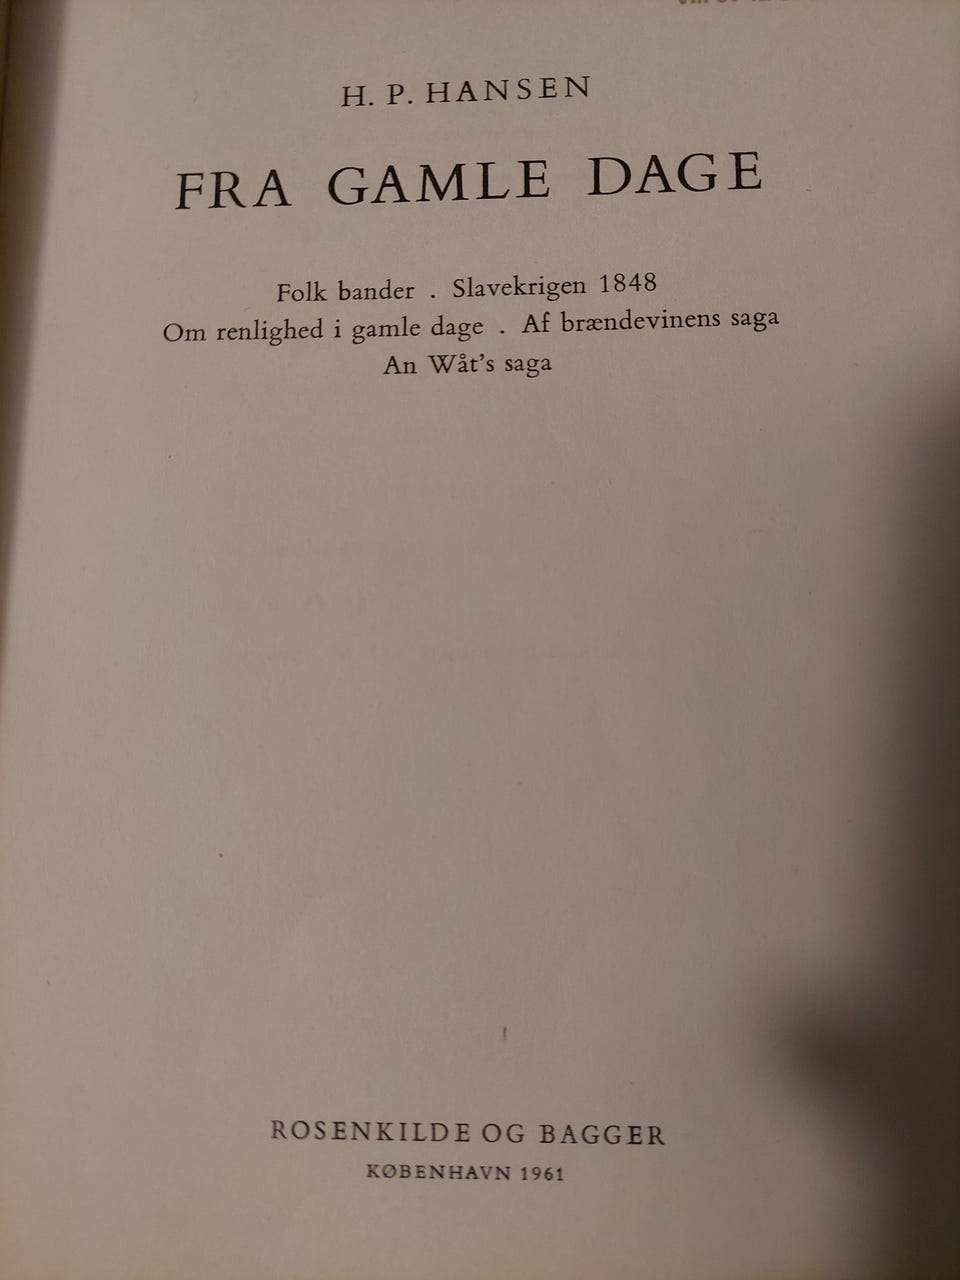 H. P. HANSEN
FRA GAMLE DAGE
Folk bander . Slavekrigen 1848
Om renlighed i gamle dage . Af brændevinens saga
An Wåt's saga
ROSENKILDE OG BAGGER
KØBENHAVN 1961